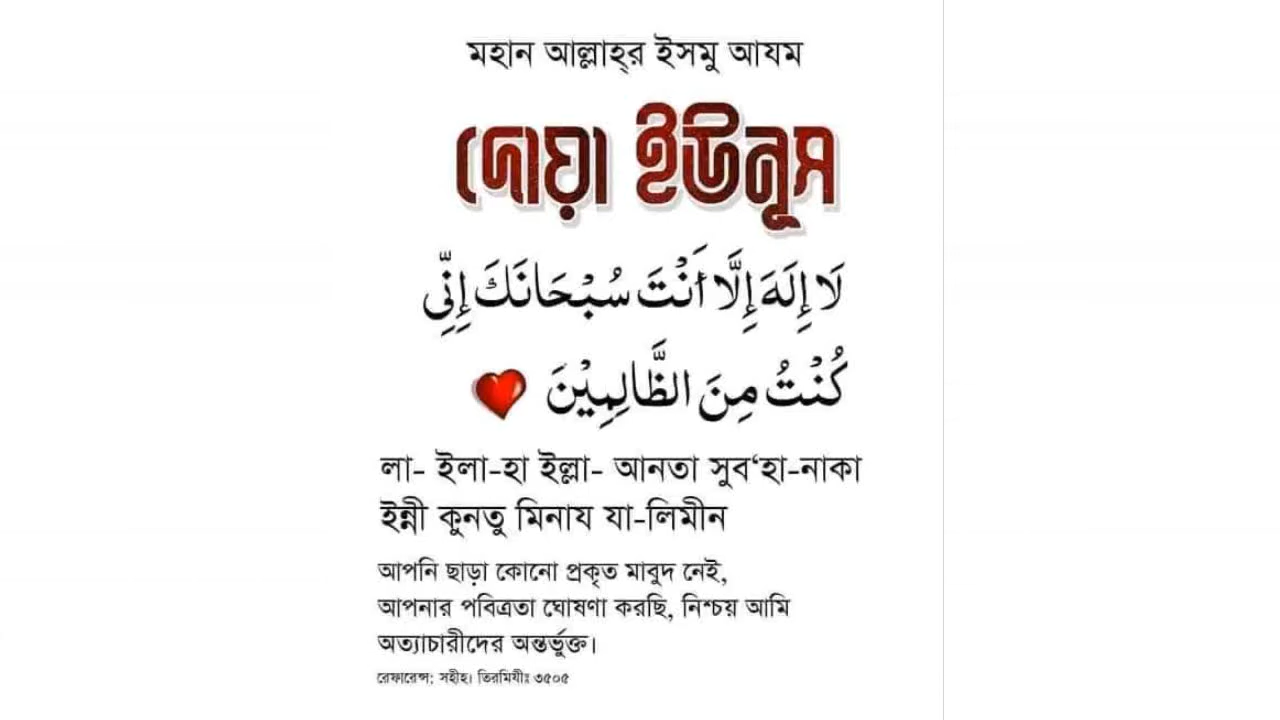 মহান আল্লাহ্‌র ইসমু আযম
দোয়া ইউনূস
لَا إِلَهَ إِلَّا أَنْتَ سُبْحَانَكَ إِنِّي
كُنْتُ مِنَ الظَّالِمِيْنَ
লা- ইলা-হা ইল্লা- আনতা সুব‘হা-নাকা
ইন্নী কুনতু মিনায যা-লিমীন
আপনি ছাড়া কোনো প্রকৃত মাবুদ নেই,
আপনার পবিত্রতা ঘোষণা করছি, নিশ্চয় আমি
অত্যাচারীদের অন্তর্ভুক্ত।
রেফারেন্স: সহীহ। তিরমিযীঃ ৩৫০৫